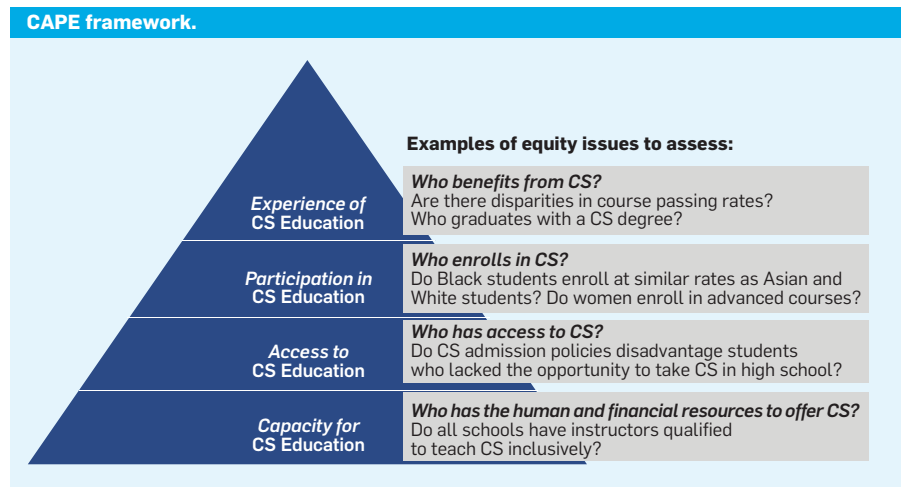 CAPE framework.
Examples of equity issues to assess:
Experience of
CS Education
Who benefits from CS?
Are there disparities in course passing rates?
Who graduates with a CS degree?
Participation in
CS Education
Who enrolls in CS?
Do Black students enroll at similar rates as Asian and
White students? Do women enroll in advanced courses?
Access to
CS Education
Who has access to CS?
Do CS admission policies disadvantage students
who lacked the opportunity to take CS in high school?
Capacity for
CS Education
Who has the human and financial resources to offer CS?
Do all schools have instructors qualified
to teach CS inclusively?